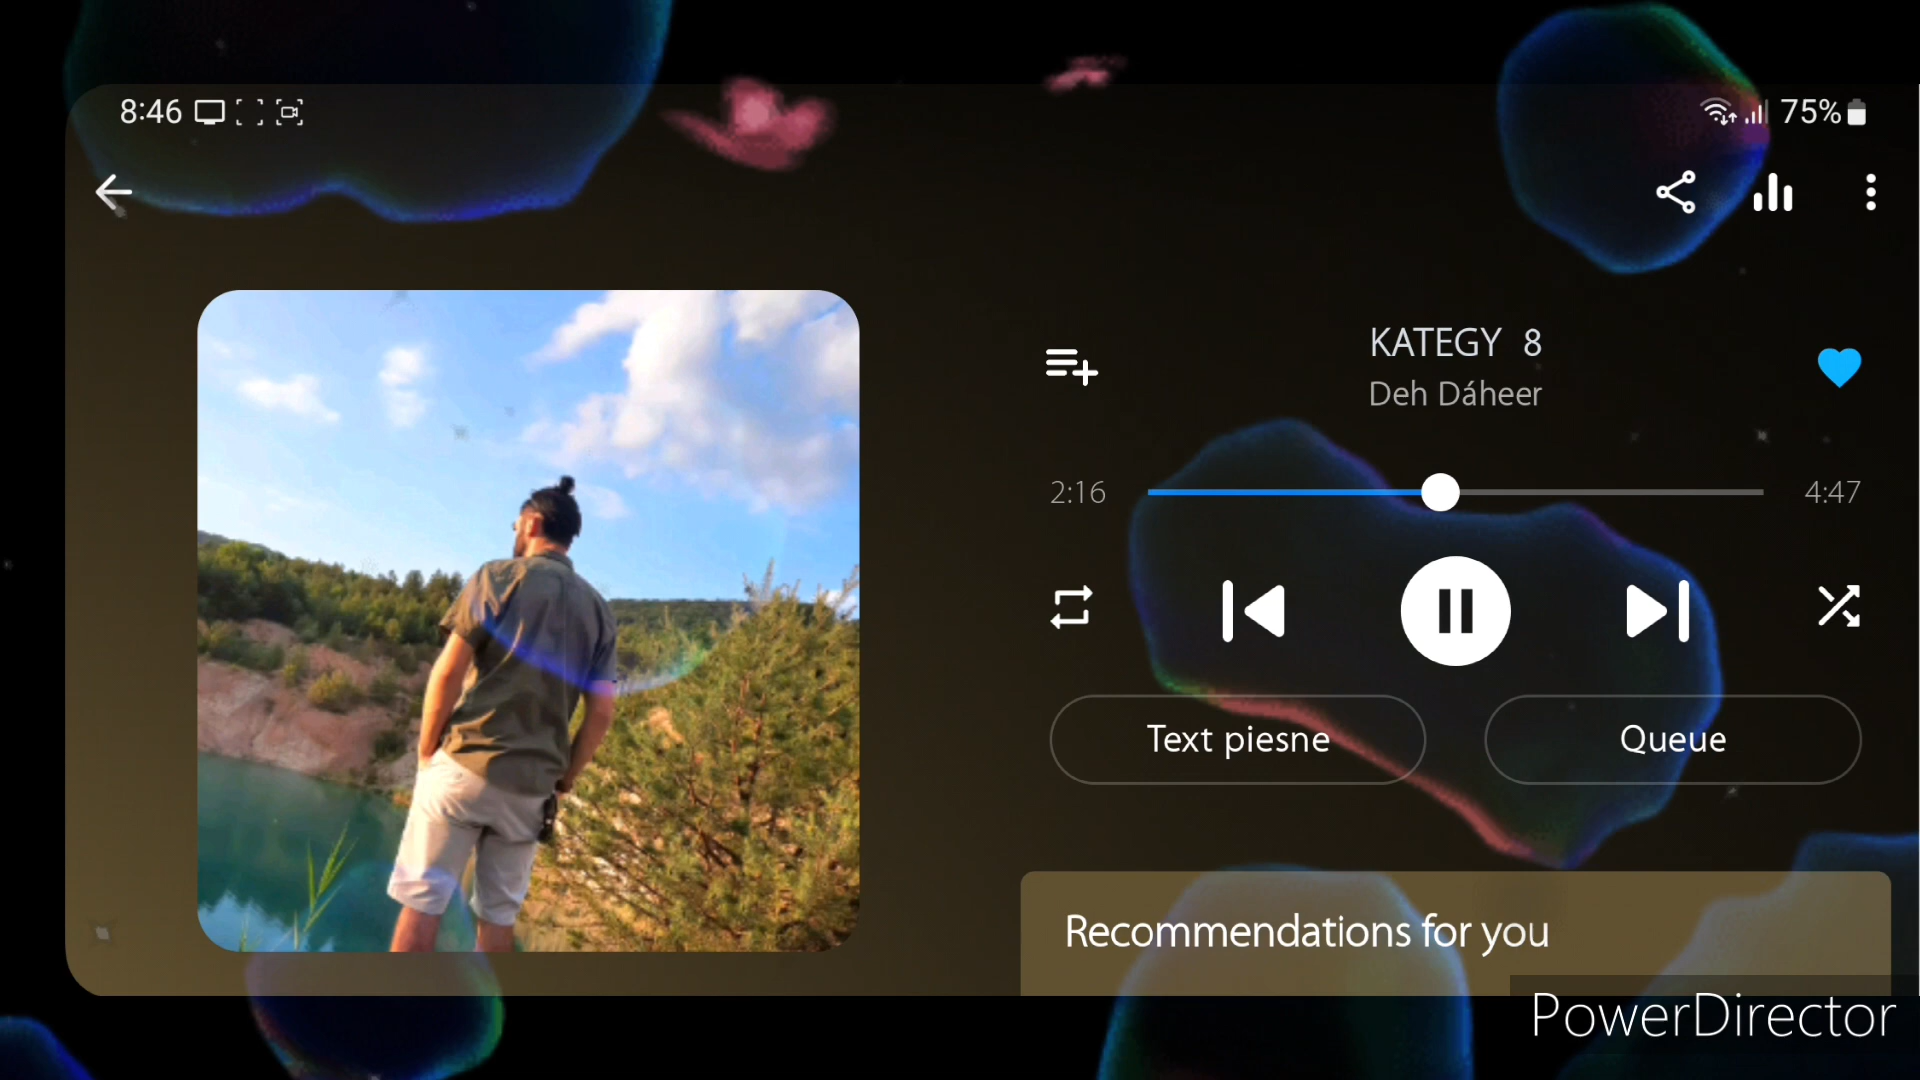 8:46
75%
KATEGY 8
Deh Dáheer
2:16
4:47
Text piesne
Queue
Recommendations for you
PowerDirector